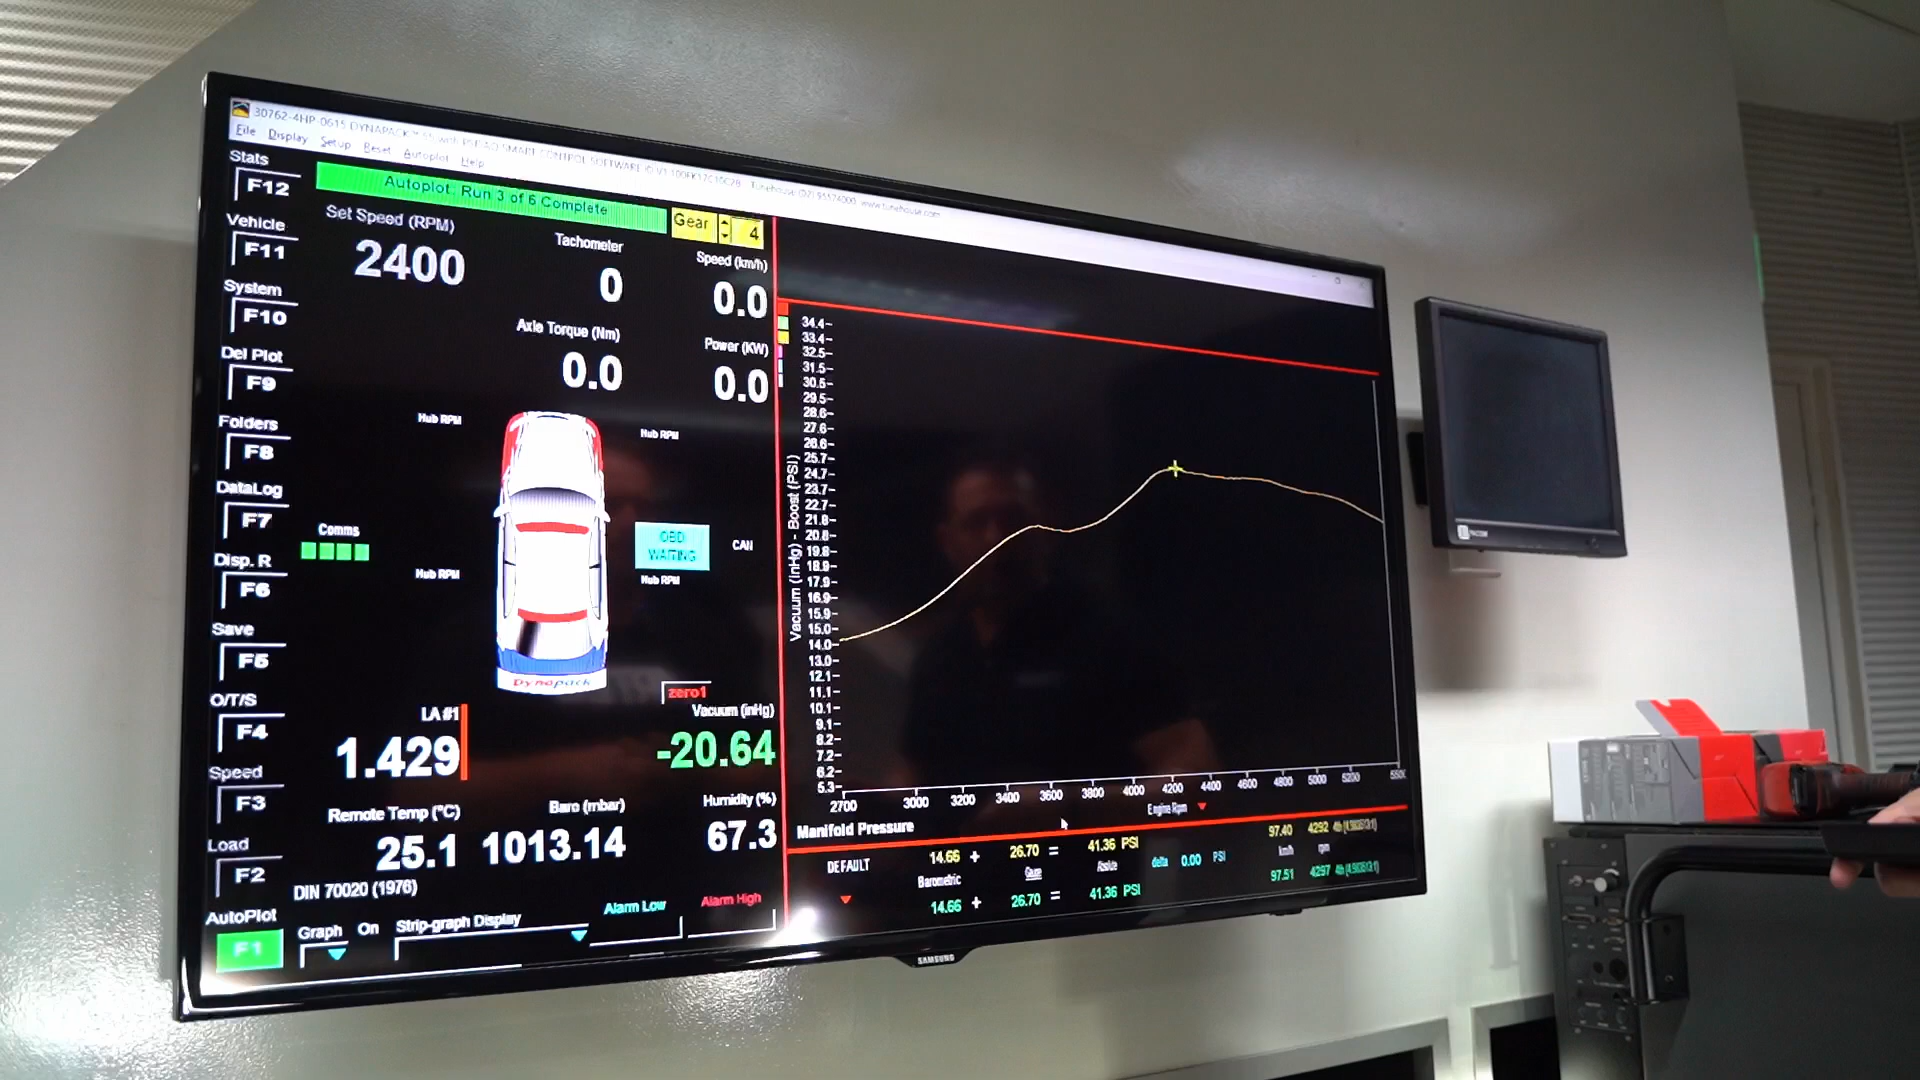 30762-4HP-0615 DYNAPACK
File Display Setup Reset Autoplot Help
Stats
F12
Autoplot: Run 3 of 6 Complete
Gear 4
Vehicle
F11
Set Speed (RPM)
2400
Tachometer
0
Speed (km/h)
0.0
System
F10
Axle Torque (Nm)
0.0
Power (KW)
0.0
Del Plot
F9
Folders
F8
Hub RPM
Hub RPM
DataLog
F7
Comms
OBD
WAITING
CAN
Disp. R
F6
Hub RPM
Hub RPM
Save
F5
Dynapack
zero1
O/T/S
F4
LA #1
1.429
Vacuum (inHg)
-20.64
Speed
F3
Remote Temp (°C)
25.1
Baro (mbar)
1013.14
Humidity (%)
67.3
Load
F2
DIN 70020 (1976)
AutoPlot
F1
Graph On
Strip-graph Display
Alarm Low
Alarm High
Vacuum (inHg) - Boost (PSI)
34.4
33.4
32.5
31.5
30.5
29.5
28.6
27.6
26.6
25.7
24.7
23.7
22.7
21.8
20.8
19.8
18.9
17.9
16.9
15.9
15.0
14.0
13.0
12.1
11.1
10.1
9.1
8.2
7.2
6.2
5.3
2700 3000 3200 3400 3600 3800 4000 4200 4400 4600 4800 5000 5200
Engine Rpm
Manifold Pressure
DEFAULT
14.66 + 26.70 = 41.36 PSI
Barometric Gauge Absolute
14.66 + 26.70 = 41.36 PSI
delta 0.00 PSI
97.40 4292
km/h rpm
97.51 4297
SAMSUNG